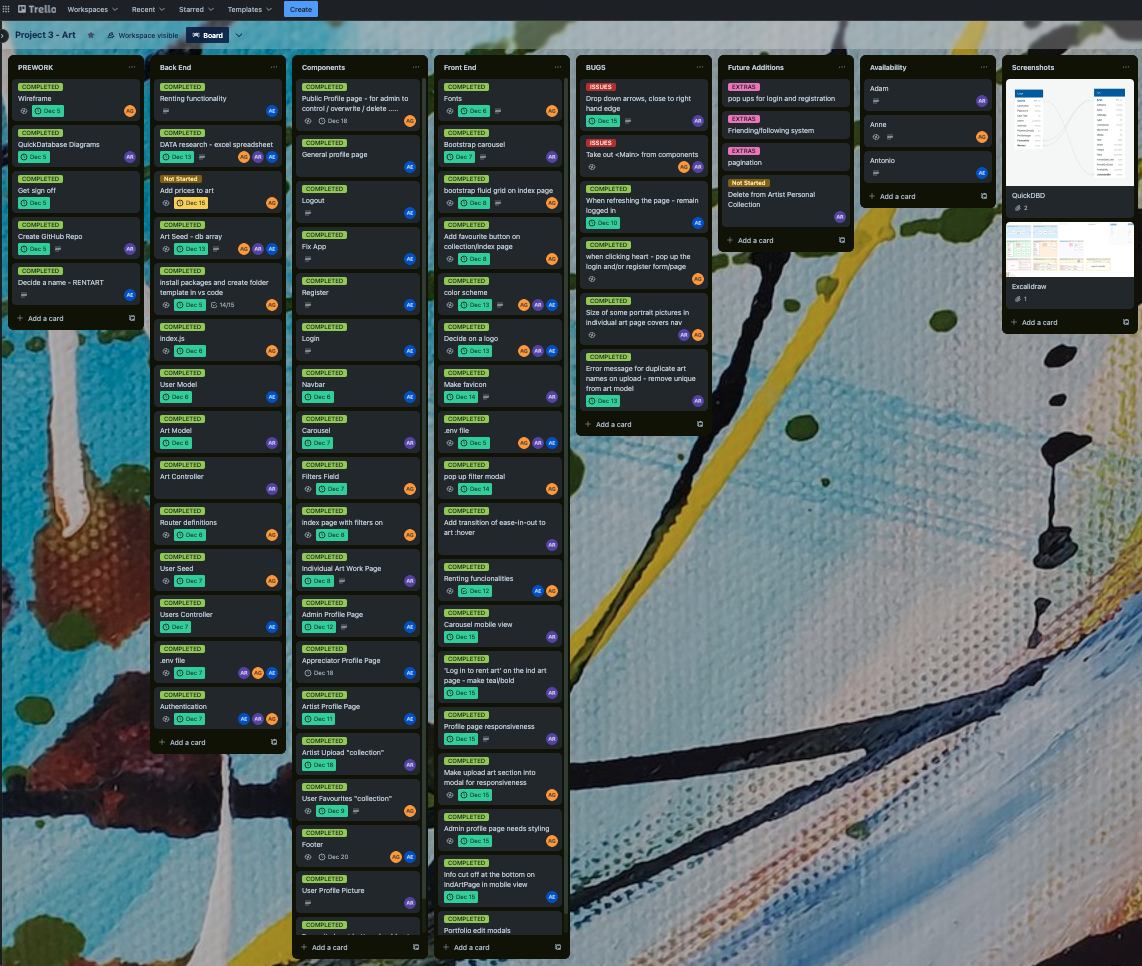 Trello
Workspaces
Recent
Starred
Templates
Create
Project 3 - Art
Workspace visible
Board
PREWORK
COMPLETED
Wireframe
Dec 5
AG
COMPLETED
QuickDatabase Diagrams
Dec 5
AR
COMPLETED
Get sign off
Dec 5
COMPLETED
Create GitHub Repo
Dec 5
AR
COMPLETED
Decide a name - RENTART
AE
Add a card
Back End
COMPLETED
Renting functionality
AE
COMPLETED
DATA research - excel spreadsheet
Dec 13
AG AR AE
Not Started
Add prices to art
Dec 15
AG
COMPLETED
Art Seed - db array
Dec 13
AG AR AE
COMPLETED
Install packages and create folder
template in vs code
Dec 5
14/15
AG
COMPLETED
index.js
Dec 6
AG
COMPLETED
User Model
Dec 6
AE
COMPLETED
Art Model
Dec 6
AR
COMPLETED
Art Controller
AR
COMPLETED
Router definitions
Dec 6
AG
COMPLETED
User Seed
Dec 7
AG
COMPLETED
Users Controller
Dec 7
AE
COMPLETED
.env file
Dec 7
AR AG AE
COMPLETED
Authentication
Dec 7
AE AR AG
Add a card
Components
COMPLETED
Public Profile page - for admin to
control / overwrite / delete .....
Dec 18
AG
COMPLETED
General profile page
AE
COMPLETED
Logout
AE
COMPLETED
Fix App
AE
COMPLETED
Register
AE
COMPLETED
Login
AE
COMPLETED
Navbar
Dec 6
AE
COMPLETED
Carousel
Dec 7
AR
COMPLETED
Filters Field
Dec 7
AG
COMPLETED
index page with filters on
Dec 8
AG
COMPLETED
Individual Art Work Page
Dec 8
AR
COMPLETED
Admin Profile Page
Dec 12
AE
COMPLETED
Appreciator Profile Page
Dec 18
AE
COMPLETED
Artist Profile Page
Dec 11
AE
COMPLETED
Artist Upload "collection"
Dec 18
AR
COMPLETED
User Favourites "collection"
Dec 9
AG
COMPLETED
Footer
Dec 20
AG AE
COMPLETED
User Profile Picture
AR
COMPLETED
Add a card
Front End
COMPLETED
Fonts
Dec 6
AG
COMPLETED
Bootstrap carousel
Dec 7
AR
COMPLETED
bootstrap fluid grid on index page
Dec 8
AG
COMPLETED
Add favourite button on
collection/index page
Dec 8
AG
COMPLETED
color scheme
Dec 13
AG AR AE
COMPLETED
Decide on a logo
Dec 13
AG AR AE
COMPLETED
Make favicon
Dec 14
AR
COMPLETED
.env file
Dec 5
AG AR AE
COMPLETED
pop up filter modal
Dec 14
AG
COMPLETED
Add transition of ease-in-out to
art :hover
AR
COMPLETED
Renting funcionalities
Dec 12
AE AG
COMPLETED
Carousel mobile view
Dec 15
AR
COMPLETED
'Log in to rent art' on the ind art
page - make teal/bold
Dec 15
AR
COMPLETED
Profile page responsiveness
Dec 15
AR
COMPLETED
Make upload art section into
modal for responsiveness
Dec 15
AG
COMPLETED
Admin profile page needs styling
Dec 15
AG
COMPLETED
Info cut off at the bottom on
IndArtPage in mobile view
Dec 15
AE
COMPLETED
Portfolio edit modals
Add a card
BUGS
ISSUES
Drop down arrows, close to right
hand edge
Dec 15
AR
ISSUES
Take out <Main> from components
AG AR
COMPLETED
When refreshing the page - remain
logged in
Dec 10
AE
COMPLETED
when clicking heart - pop up the
login and/or register form/page
AG
COMPLETED
Size of some portrait pictures in
individual art page covers nav
AR AG
COMPLETED
Error message for duplicate art
names on upload - remove unique
from art model
Dec 13
AR
Add a card
Future Additions
EXTRAS
pop ups for login and registration
EXTRAS
Friending/following system
EXTRAS
pagination
Not Started
Delete from Artist Personal
Collection
AR
Add a card
Availability
Adam
AR
Anne
AG
Antonio
AE
Add a card
Screenshots
QuickDBD
2
Excalidraw
1
Add a card